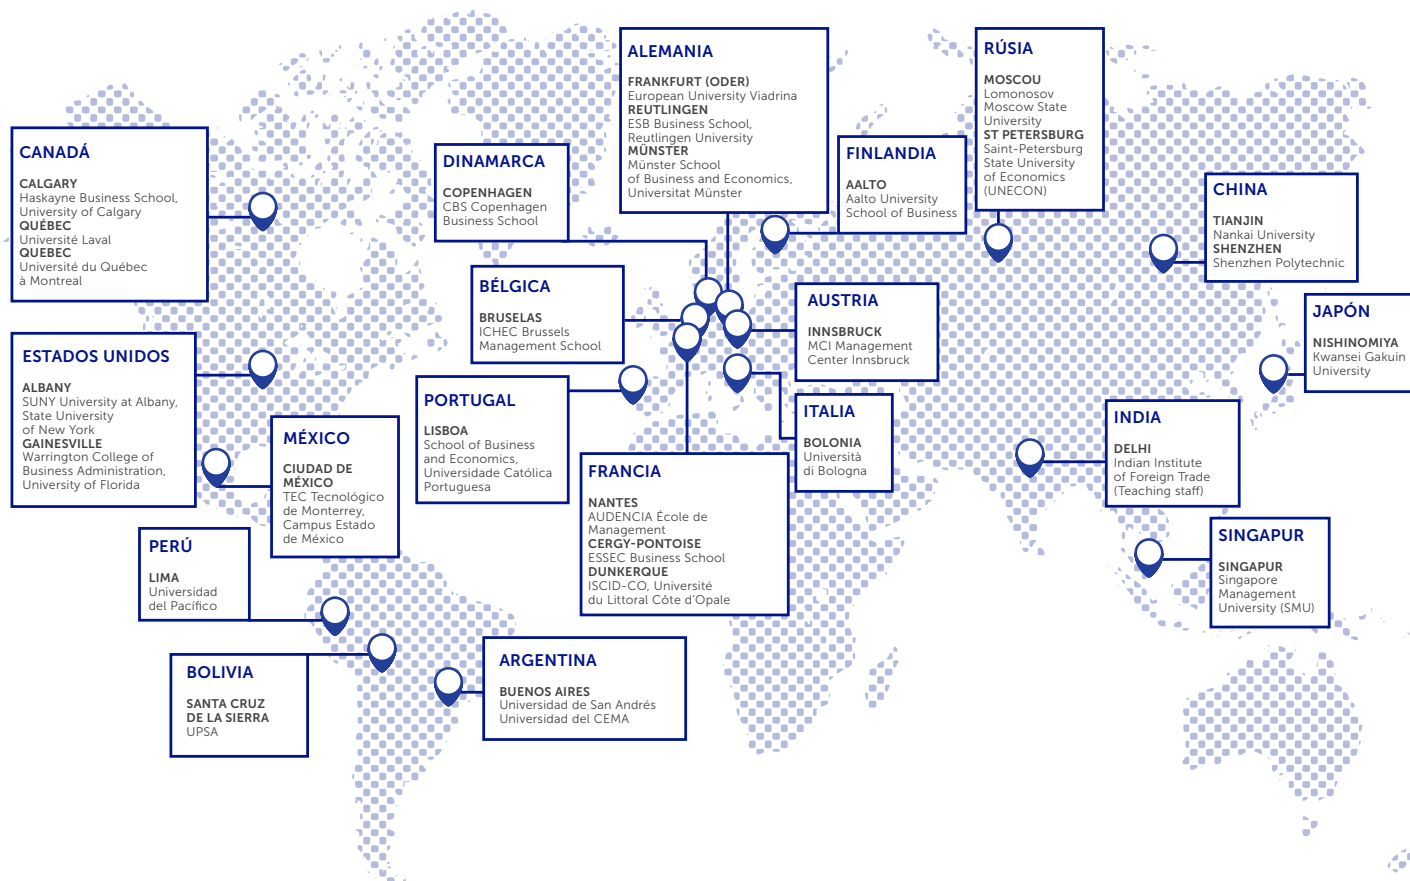 CANADÁ
CALGARY
Haskayne Business School,
University of Calgary
QUÉBEC
Université Laval
QUEBEC
Université du Québec
à Montreal
ESTADOS UNIDOS
ALBANY
SUNY University at Albany,
State University
of New York
GAINESVILLE
Warrington College of
Business Administration,
University of Florida
MÉXICO
CIUDAD DE
MÉXICO
TEC Tecnológico
de Monterrey,
Campus Estado
de México
PERÚ
LIMA
Universidad
del Pacífico
BOLIVIA
SANTA CRUZ
DE LA SIERRA
UPSA
ARGENTINA
BUENOS AIRES
Universidad de San Andrés
Universidad del CEMA
DINAMARCA
COPENHAGEN
CBS Copenhagen
Business School
BÉLGICA
BRUSELAS
ICHEC Brussels
Management School
PORTUGAL
LISBOA
School of Business
and Economics,
Universidade Católica
Portuguesa
ALEMANIA
FRANKFURT (ODER)
European University Viadrina
REUTLINGEN
ESB Business School,
Reutlingen University
MÜNSTER
Münster School
of Business and Economics,
Universitat Münster
FRANCIA
NANTES
AUDENCIA École de
Management
CERGY-PONTOISE
ESSEC Business School
DUNKERQUE
ISCID-CO, Université
du Littoral Côte d'Opale
FINLANDIA
AALTO
Aalto University
School of Business
AUSTRIA
INNSBRUCK
MCI Management
Center Innsbruck
ITALIA
BOLONIA
Università
di Bologna
RÚSIA
MOSCOU
Lomonosov
Moscow State
University
ST PETERSBURG
Saint-Petersburg
State University
of Economics
(UNECON)
CHINA
TIANJIN
Nankai University
SHENZHEN
Shenzhen Polytechnic
JAPÓN
NISHINOMIYA
Kwansei Gakuin
University
INDIA
DELHI
Indian Institute
of Foreign Trade
(Teaching staff)
SINGAPUR
SINGAPUR
Singapore
Management
University (SMU)